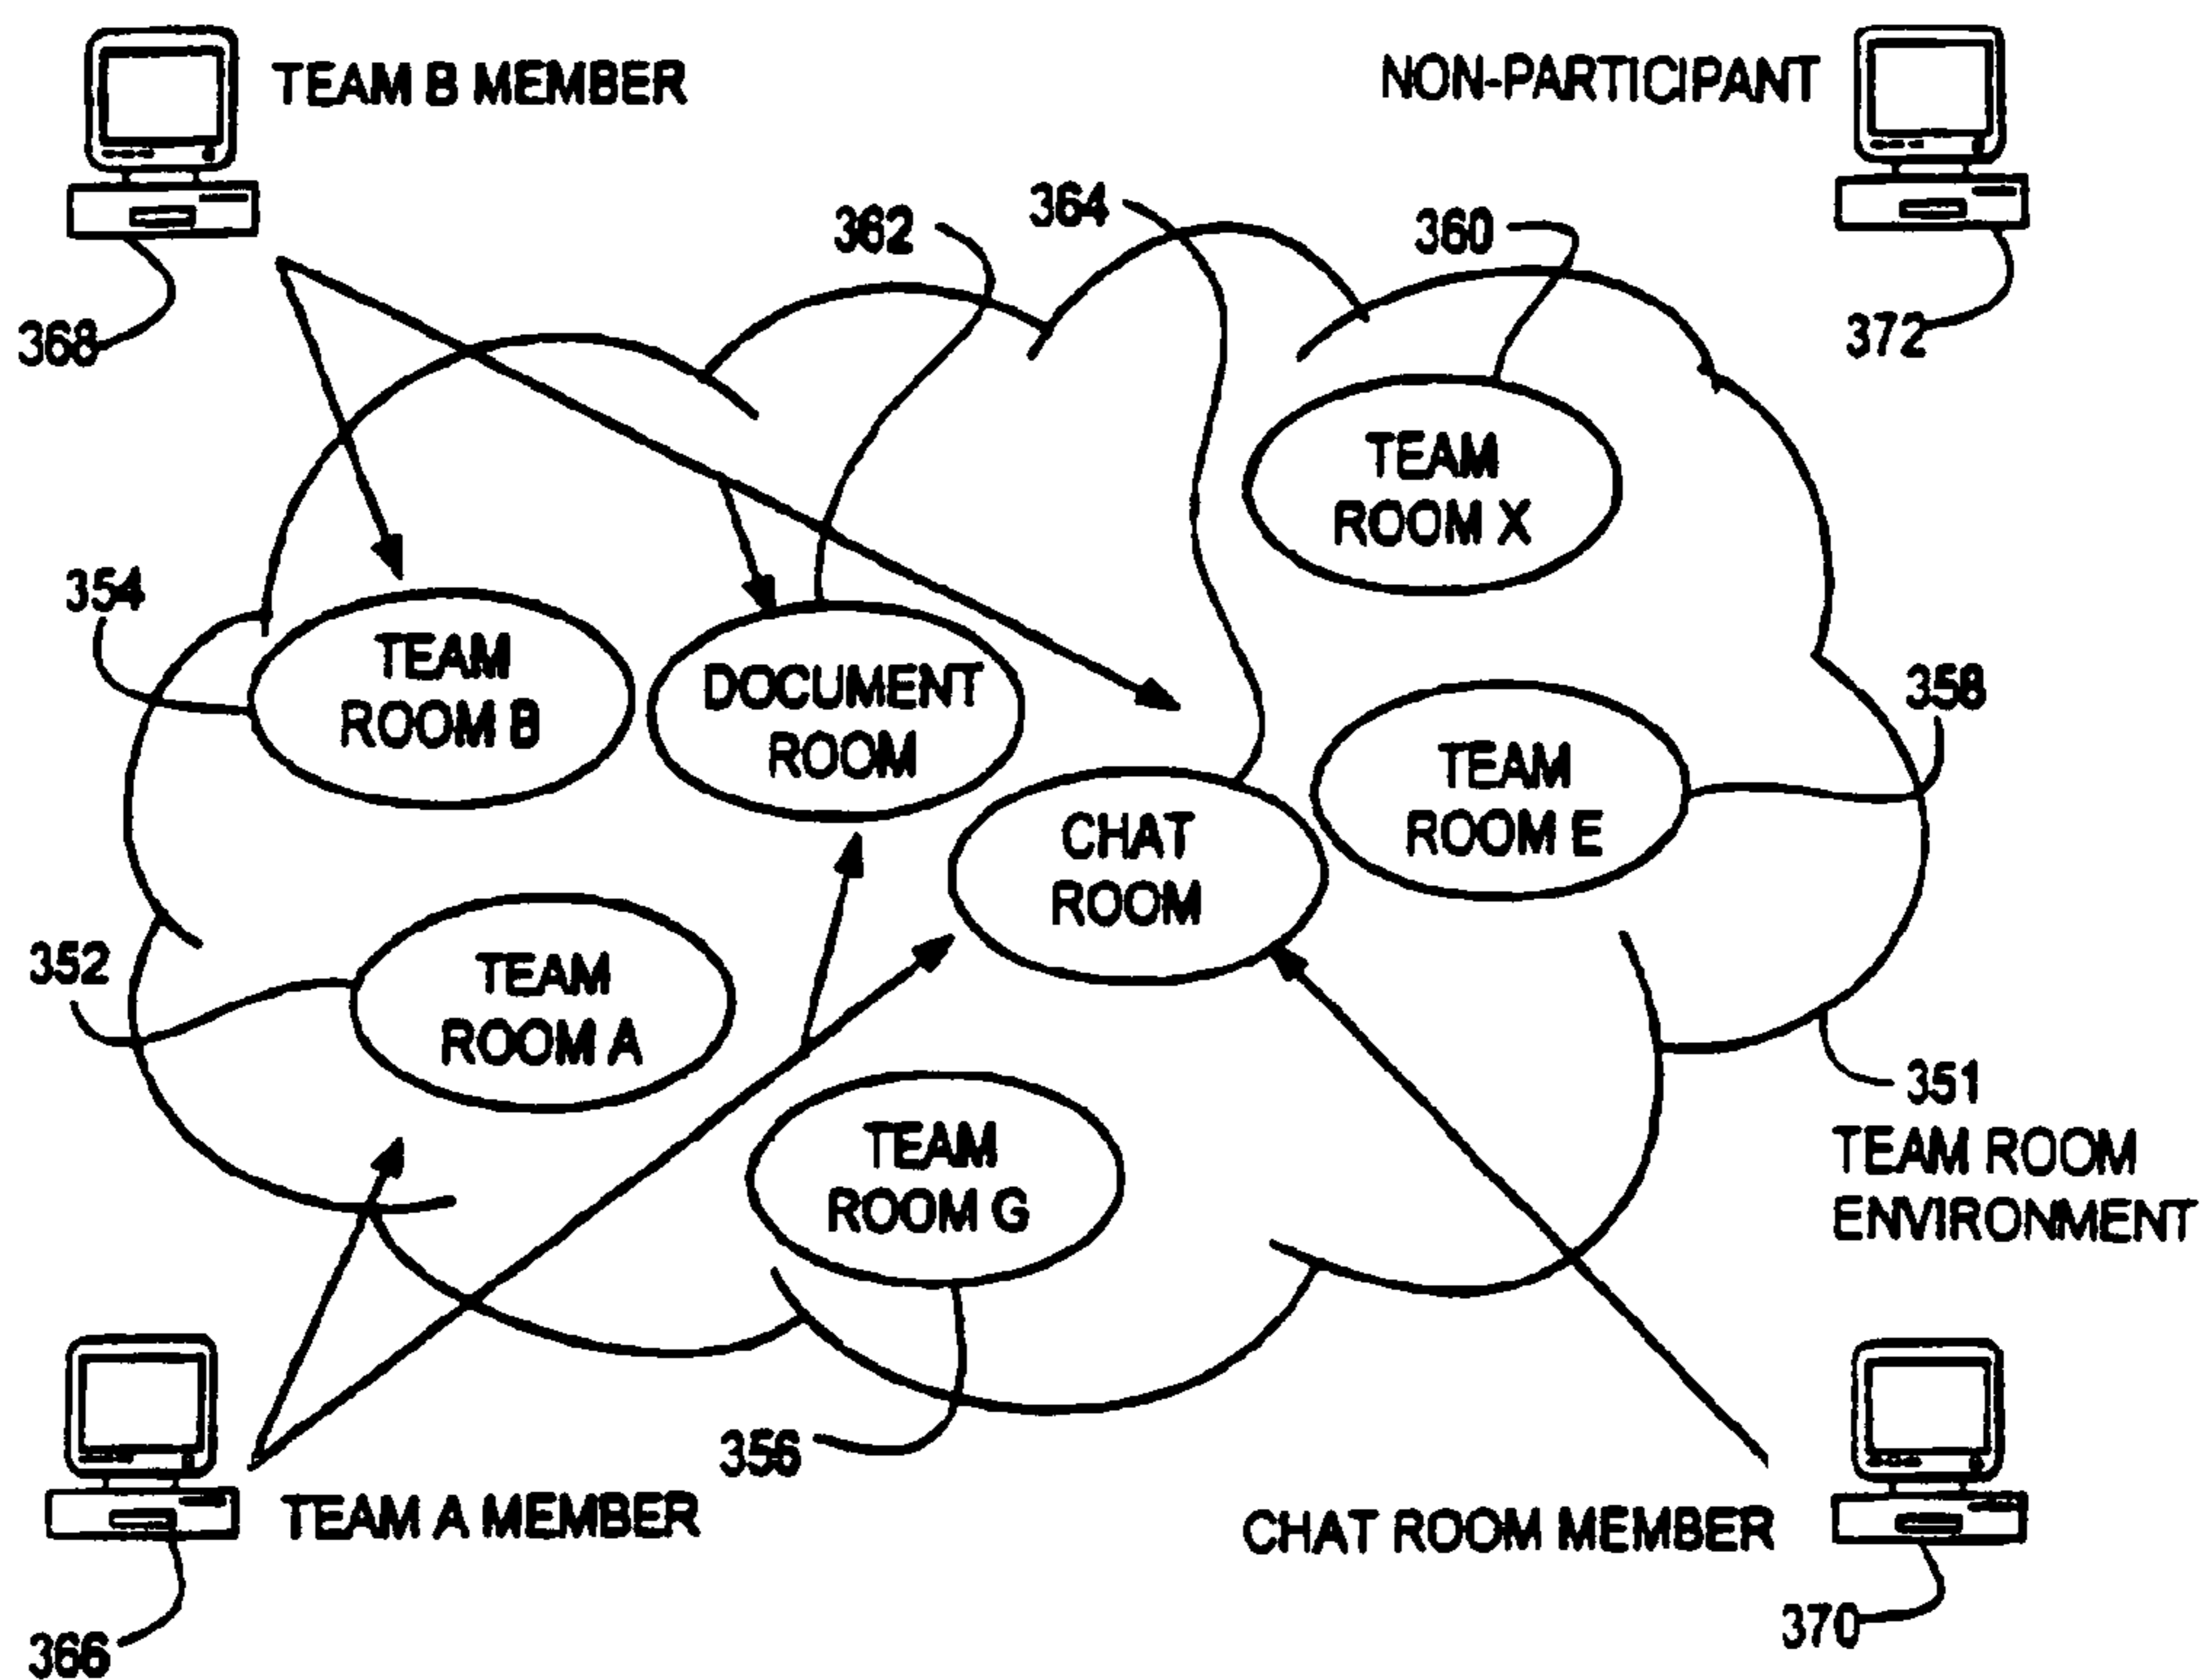 TEAM B MEMBER
NON-PARTICIPANT
362
364
360
368
372
TEAM
ROOM X
354
TEAM
ROOM B
DOCUMENT
ROOM
358
TEAM
ROOM E
CHAT
ROOM
352
TEAM
ROOM A
351
TEAM ROOM
ENVIRONMENT
TEAM
ROOM G
356
TEAM A MEMBER
CHAT ROOM MEMBER
366
370